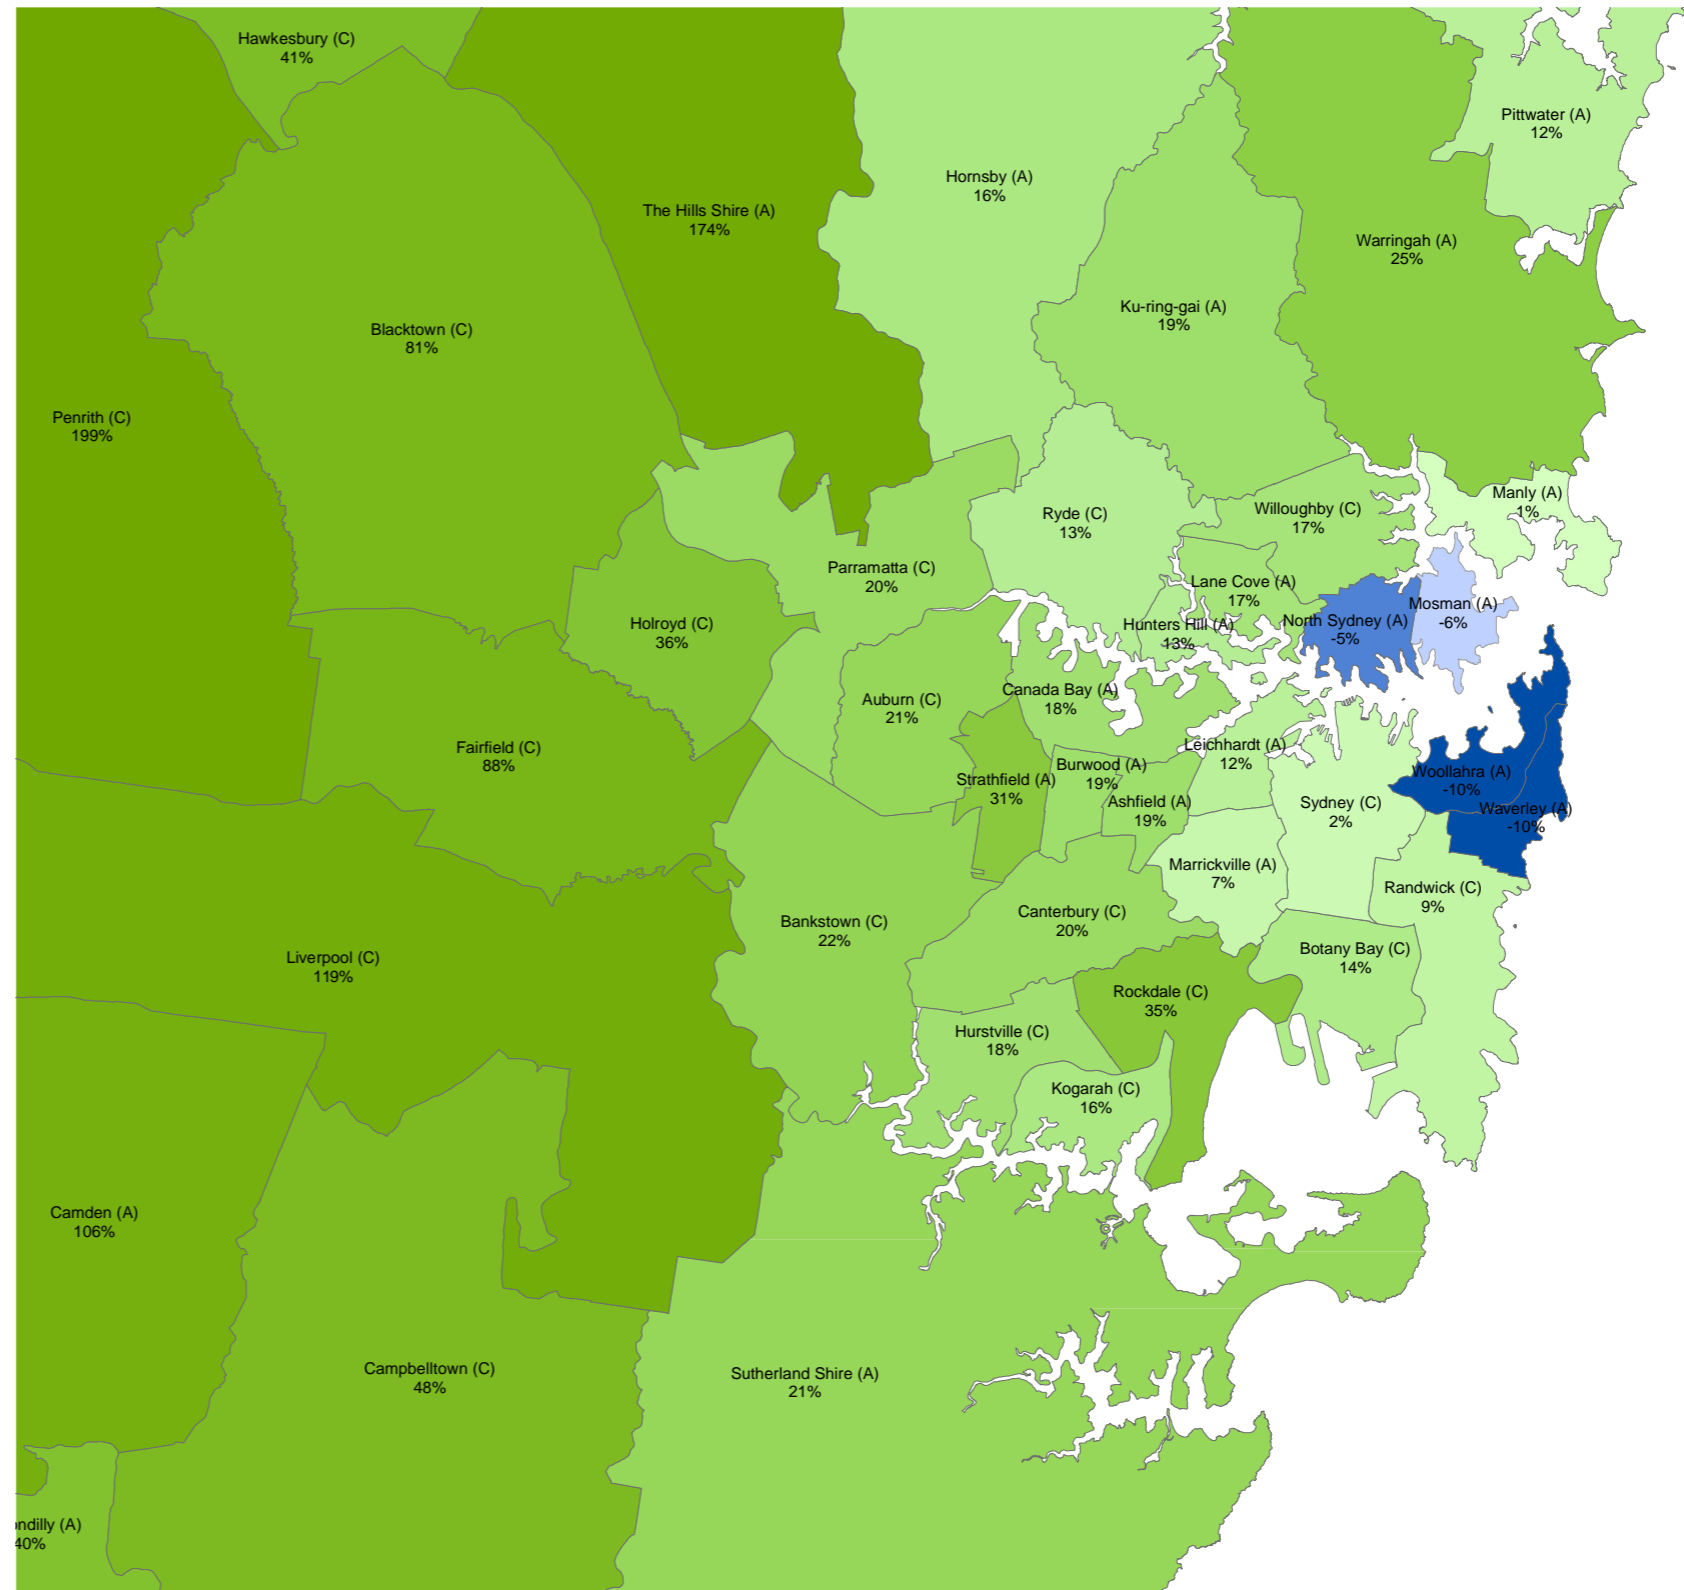 Hawkesbury (C)
41%
Pittwater (A)
12%
Hornsby (A)
16%
The Hills Shire (A)
174%
Warringah (A)
25%
Ku-ring-gai (A)
19%
Blacktown (C)
81%
Penrith (C)
199%
Manly (A)
1%
Willoughby (C)
17%
Ryde (C)
13%
Parramatta (C)
20%
Lane Cove (A)
17%
Mosman (A)
-6%
North Sydney (A)
-5%
Hunters Hill (A)
13%
Holroyd (C)
36%
Canada Bay (A)
18%
Auburn (C)
21%
Leichhardt (A)
12%
Fairfield (C)
88%
Burwood (A)
19%
Woollahra (A)
-10%
Strathfield (A)
31%
Ashfield (A)
19%
Sydney (C)
2%
Waverley (A)
-10%
Marrickville (A)
7%
Randwick (C)
9%
Canterbury (C)
20%
Bankstown (C)
22%
Botany Bay (C)
14%
Liverpool (C)
119%
Rockdale (C)
35%
Hurstville (C)
18%
Kogarah (C)
16%
Camden (A)
106%
Campbelltown (C)
48%
Sutherland Shire (A)
21%
ondilly (A)
40%